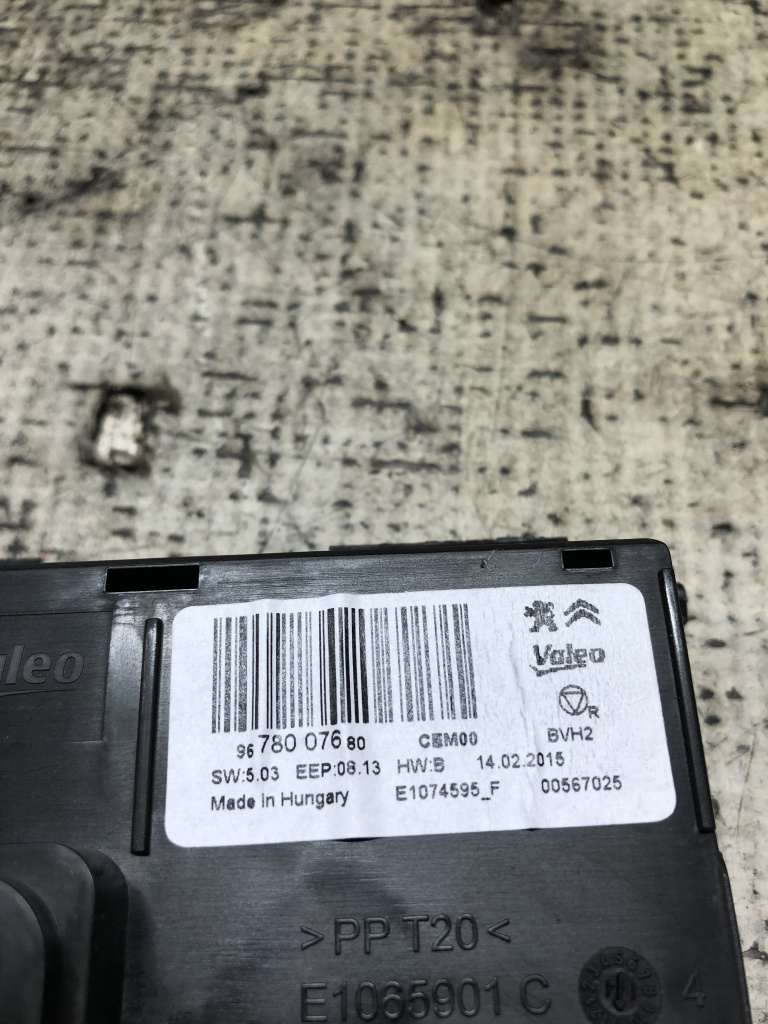 Valeo
R
96 780 076 80 CEM00 BVH2
SW:5.03 EEP:08.13 HW:B 14.02.2015
Made in Hungary E1074595_F 00567025
>PP T20<
E1065901 C 4